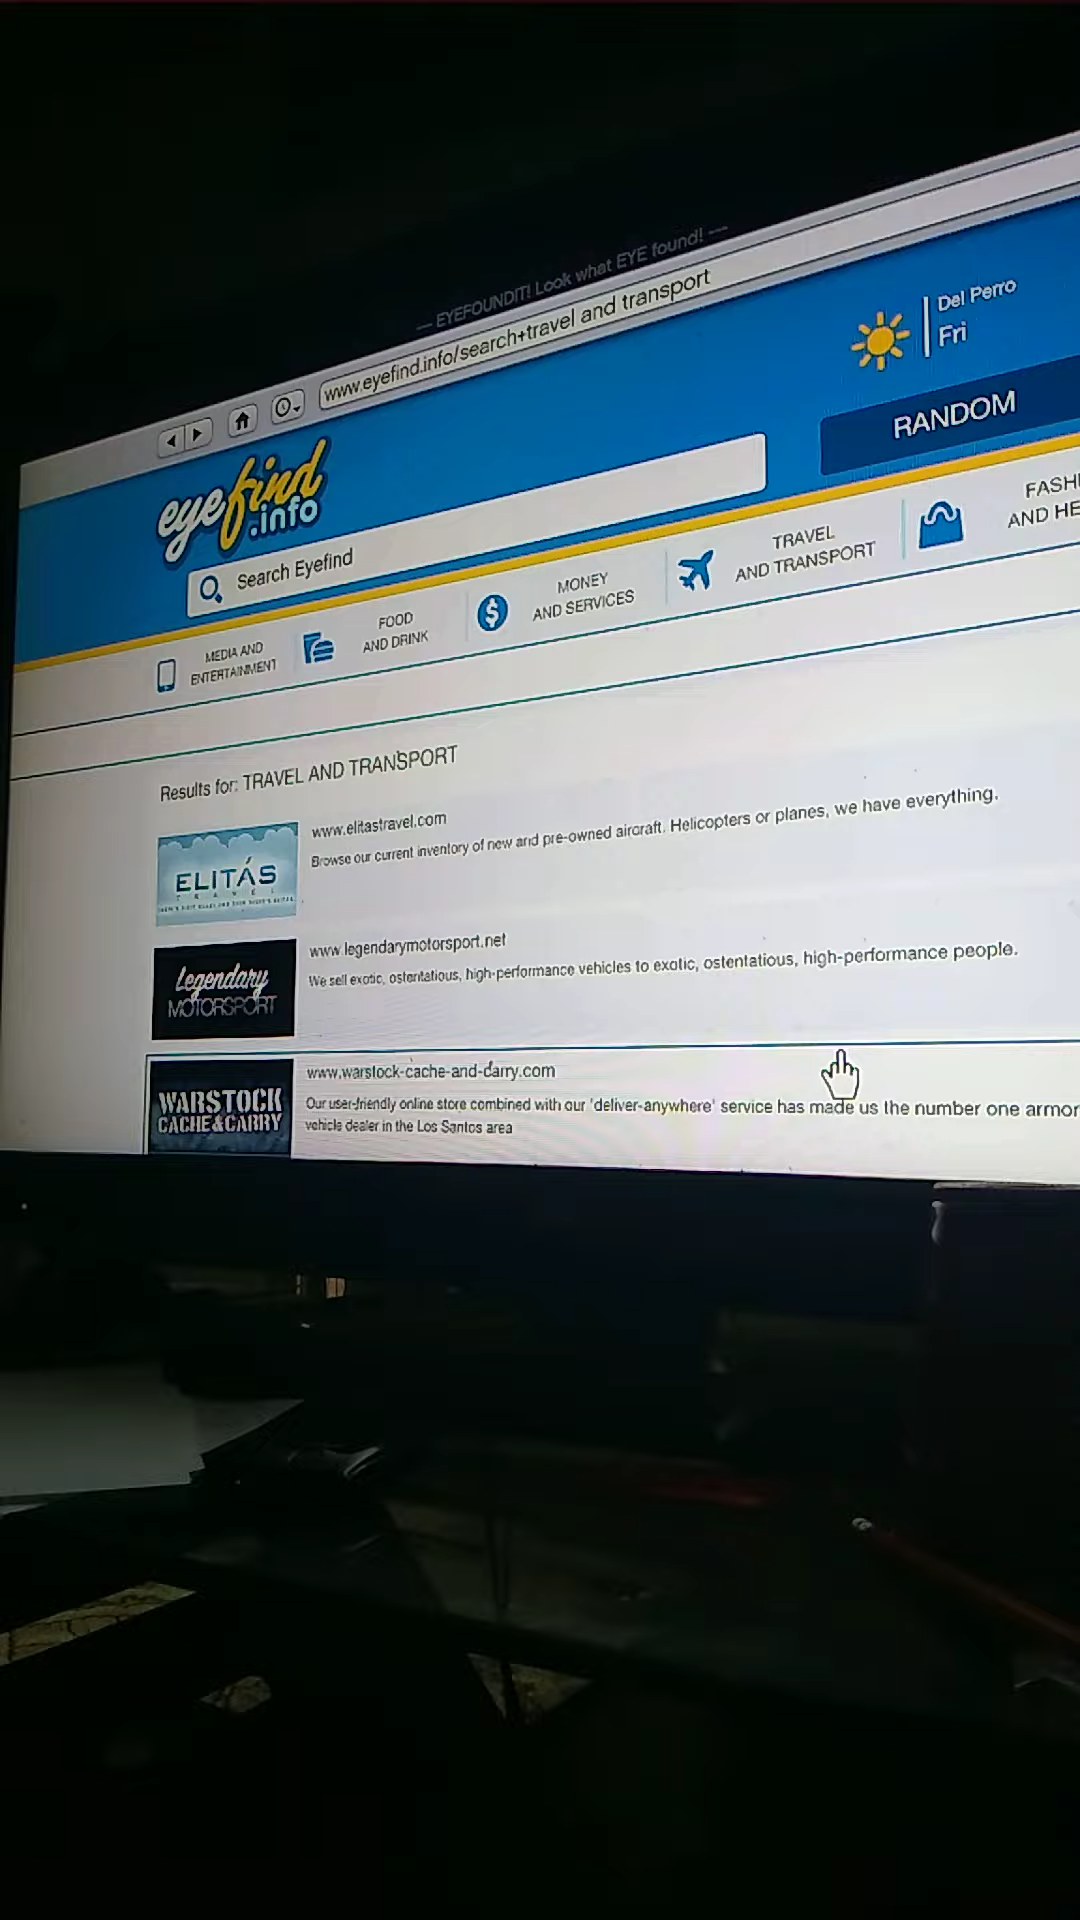 --- EYEFOUNDIT! Look what EYE found! ---
www.eyefind.info/search+travel and transport
Del Perro
Fri
eyefind
.info
Search Eyefind
RANDOM
MEDIA AND
ENTERTAINMENT
FOOD
AND DRINK
MONEY
AND SERVICES
TRAVEL
AND TRANSPORT
FASHI
AND HE
Results for: TRAVEL AND TRANSPORT
ELITÁS
TRAVEL
www.elitastravel.com
Browse our current inventory of new and pre-owned aircraft. Helicopters or planes, we have everything.
Legendary
MOTORSPORT
www.legendarymotorsport.net
We sell exotic, ostentatious, high-performance vehicles to exotic, ostentatious, high-performance people.
WARSTOCK
CACHE&CARRY
www.warstock-cache-and-carry.com
Our user-friendly online store combined with our 'deliver-anywhere' service has made us the number one armor
vehicle dealer in the Los Santos area